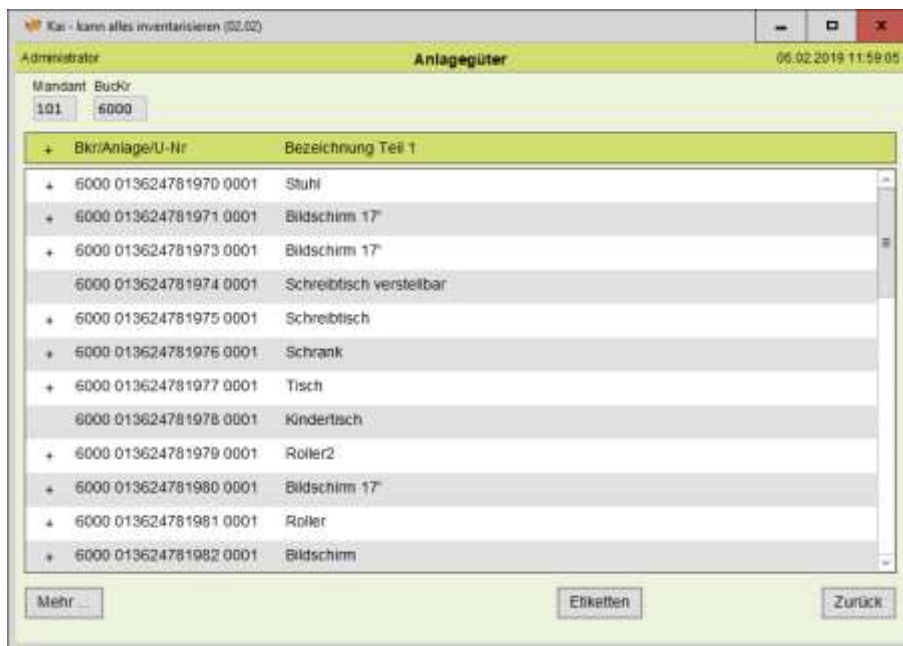 Kai - kann alles inventarisieren (02.02)
Administrator Anlagegüter 06.02.2019 11:59:05
Mandant BucKr
101 6000
+ Bkr/Anlage/U-Nr Bezeichnung Teil 1
+ 6000 013624781970 0001 Stuhl
+ 6000 013624781971 0001 Bildschirm 17"
+ 6000 013624781973 0001 Bildschirm 17"
6000 013624781974 0001 Schreibtisch verstellbar
+ 6000 013624781975 0001 Schreibtisch
+ 6000 013624781976 0001 Schrank
+ 6000 013624781977 0001 Tisch
6000 013624781978 0001 Kindertisch
+ 6000 013624781979 0001 Roller2
+ 6000 013624781980 0001 Bildschirm 17"
+ 6000 013624781981 0001 Roller
+ 6000 013624781982 0001 Bildschirm
Mehr ... Etiketten Zurück